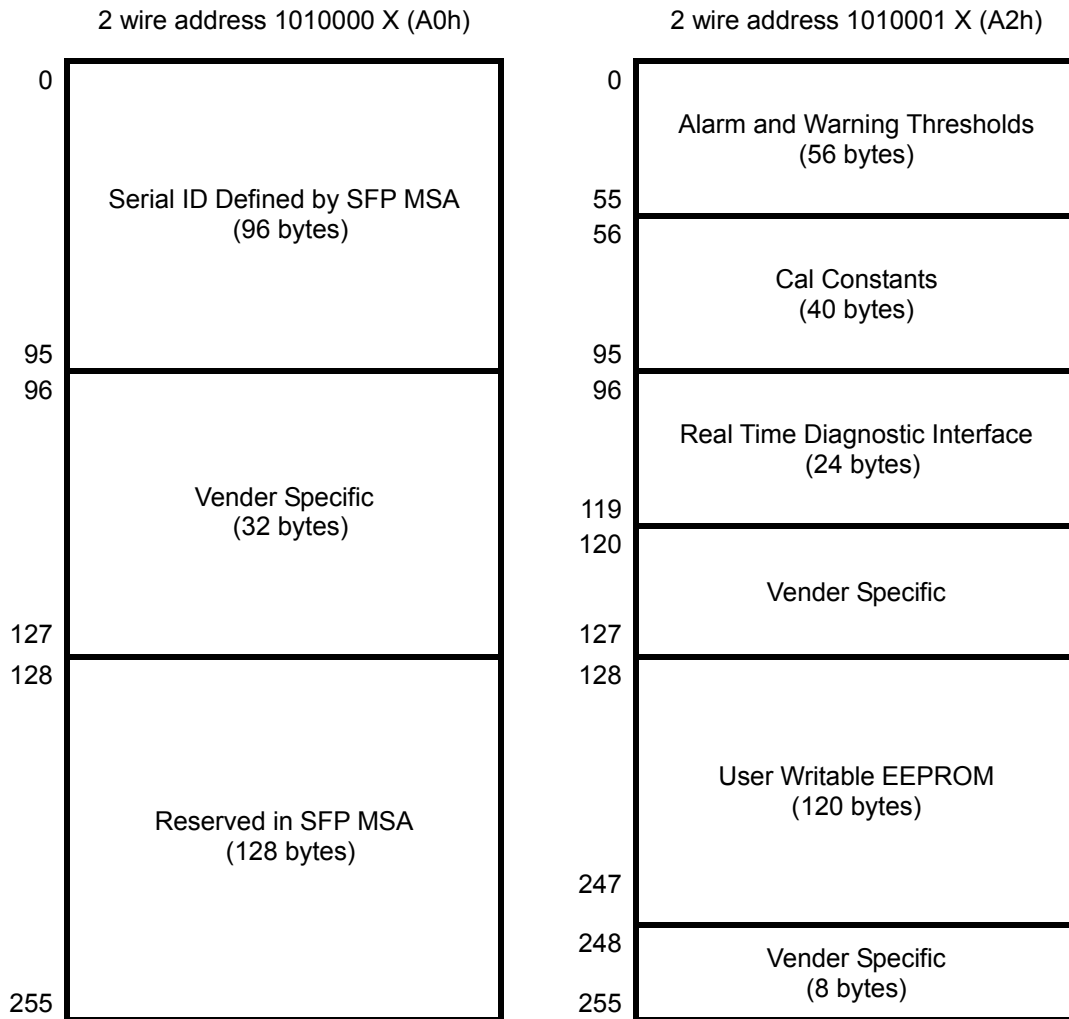 2 wire address 1010000 X (A0h)
0
Serial ID Defined by SFP MSA
(96 bytes)
95
96
Vender Specific
(32 bytes)
127
128
Reserved in SFP MSA
(128 bytes)
255
2 wire address 1010001 X (A2h)
0
Alarm and Warning Thresholds
(56 bytes)
55
56
Cal Constants
(40 bytes)
95
96
Real Time Diagnostic Interface
(24 bytes)
119
120
Vender Specific
127
128
User Writable EEPROM
(120 bytes)
247
248
Vender Specific
(8 bytes)
255